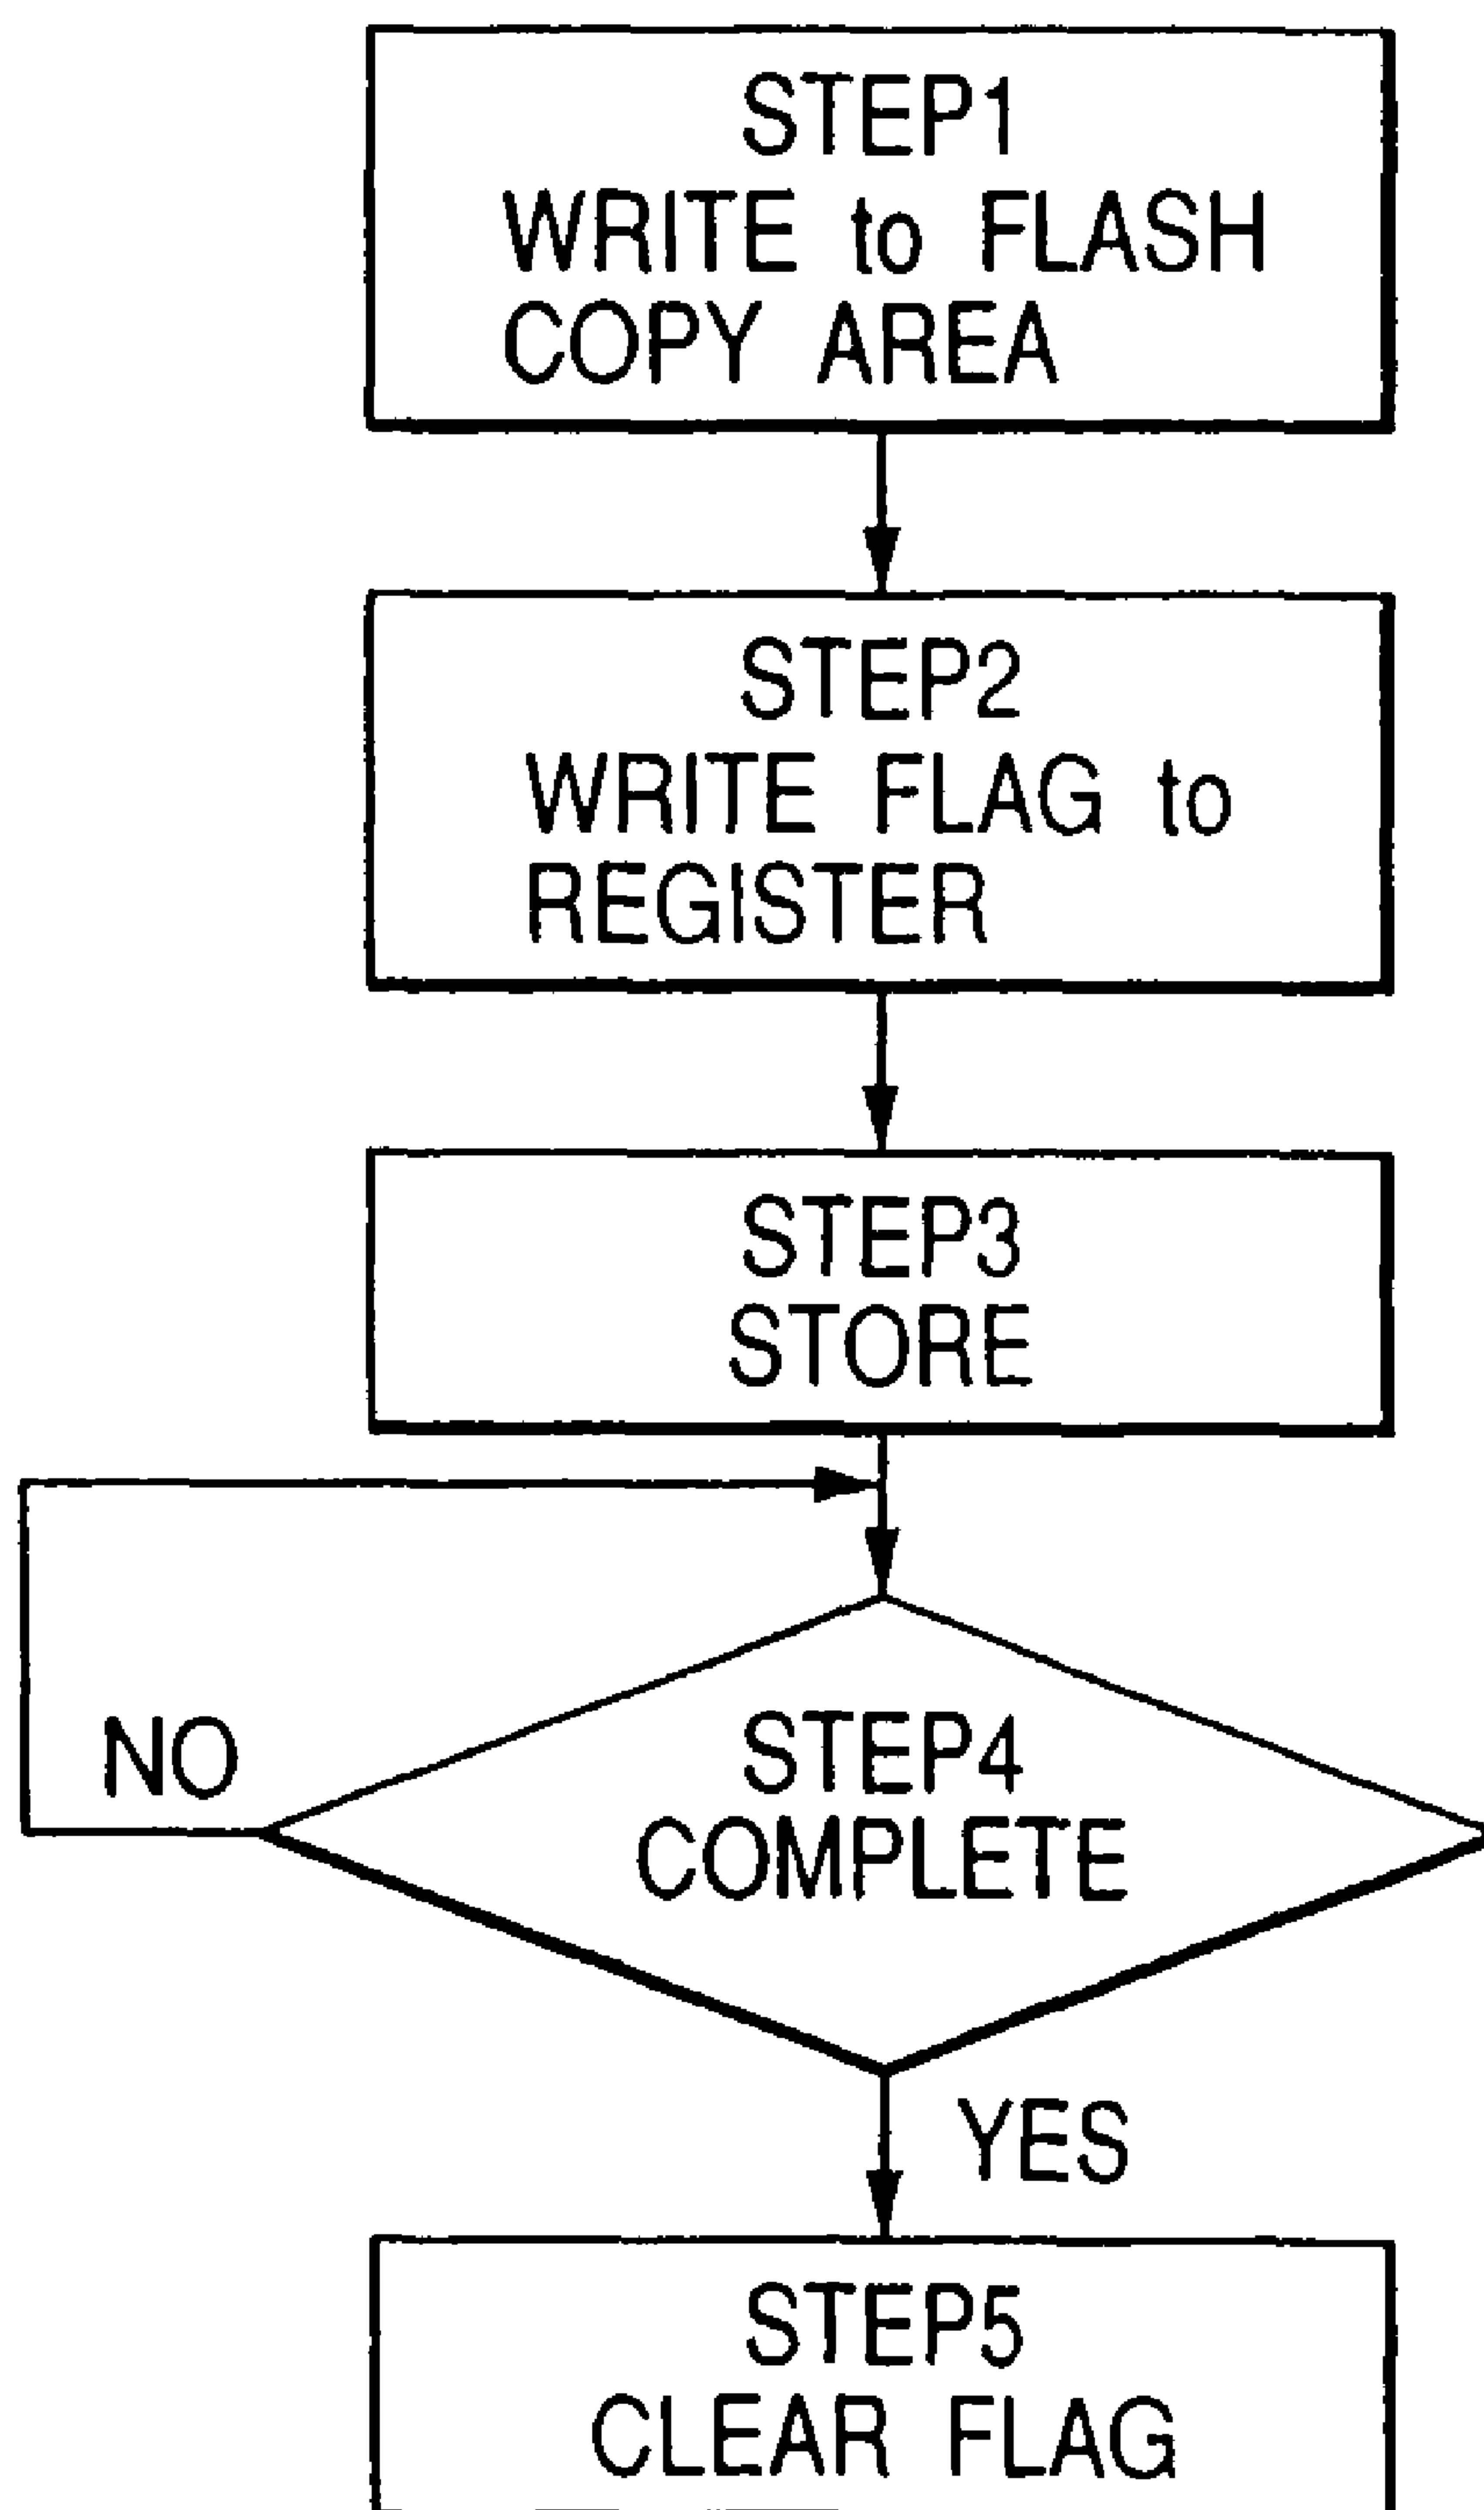 STEP1
WRITE to FLASH
COPY AREA
STEP2
WRITE FLAG to
REGISTER
STEP3
STORE
NO
STEP4
COMPLETE
YES
STEP5
CLEAR FLAG